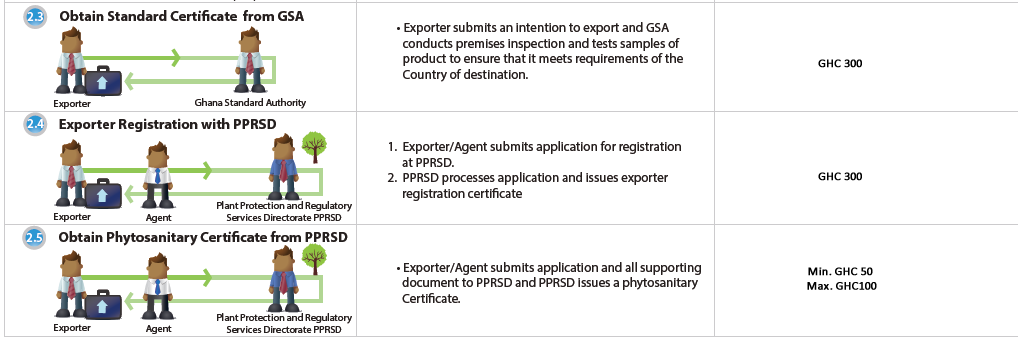 2.3 Obtain Standard Certificate from GSA
Exporter
Ghana Standard Authority
• Exporter submits an intention to export and GSA
conducts premises inspection and tests samples of
product to ensure that it meets requirements of the
Country of destination.
GHC 300
2.4 Exporter Registration with PPRSD
Exporter
Agent
Plant Protection and Regulatory
Services Directorate PPRSD
1. Exporter/Agent submits application for registration
at PPRSD.
2. PPRSD processes application and issues exporter
registration certificate
GHC 300
2.5 Obtain Phytosanitary Certificate from PPRSD
Exporter
Agent
Plant Protection and Regulatory
Services Directorate PPRSD
• Exporter/Agent submits application and all supporting
document to PPRSD and PPRSD issues a phytosanitary
Certificate.
Min. GHC 50
Max. GHC100